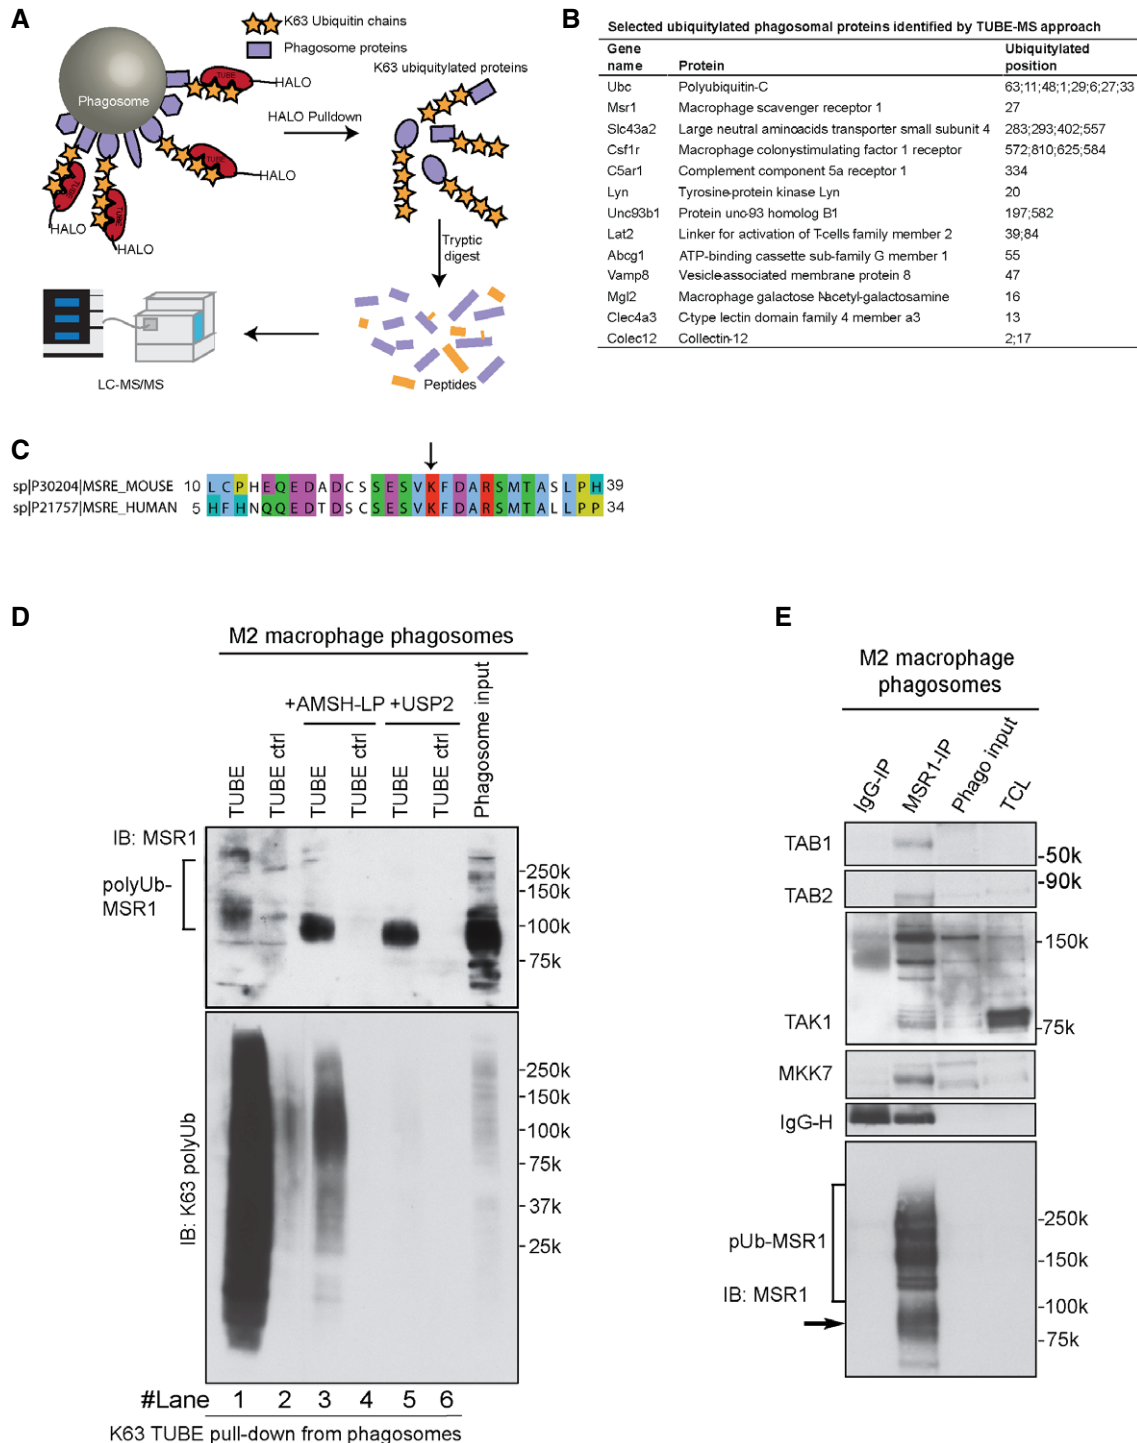 A
K63 Ubiquitin chains
Phagosome proteins
K63 ubiquitylated proteins
Phagosome
TUBE
HALO
HALO Pulldown
TUBE
HALO
TUBE
HALO
TUBE
HALO
Tryptic
digest
LC-MS/MS
Peptides
B
Selected ubiquitylated phagosomal proteins identified by TUBE-MS approach
Gene name Protein Ubiquitylated position
Ubc Polyubiquitin-C 63;11;48;1;29;6;27;33
Msr1 Macrophage scavenger receptor 1 27
Slc43a2 Large neutral aminoacids transporter small subunit 4 283;293;402;557
Csf1r Macrophage colonystimulating factor 1 receptor 572;810;625;584
C5ar1 Complement component 5a receptor 1 334
Lyn Tyrosine-protein kinase Lyn 20
Unc93b1 Protein unc-93 homolog B1 197;582
Lat2 Linker for activation of T-cells family member 2 39;84
Abcg1 ATP-binding cassette sub-family G member 1 55
Vamp8 Vesicle-associated membrane protein 8 47
Mgl2 Macrophage galactose N-acetyl-galactosamine 16
Clec4a3 C-type lectin domain family 4 member a3 13
Colec12 Collectin-12 2;17
C
sp|P30204|MSRE_MOUSE 10 LCPHEQEDADCSSESVKFDARSMTASLPH 39
sp|P21757|MSRE_HUMAN 5 HFHNQQEDTDSCSESVKFDARSMTALLPP 34
D
M2 macrophage phagosomes
+AMSH-LP +USP2
TUBE
TUBE ctrl
TUBE
TUBE ctrl
TUBE
TUBE ctrl
Phagosome input
IB: MSR1
polyUb-
MSR1
-250k
-150k
-100k
-75k
IB: K63 polyUb
-250k
-150k
-100k
-75k
-37k
-25k
#Lane 1 2 3 4 5 6
K63 TUBE pull-down from phagosomes
E
M2 macrophage
phagosomes
IgG-IP
MSR1-IP
Phago input
TCL
TAB1
-50k
-90k
TAB2
-150k
TAK1
-75k
MKK7
IgG-H
pUb-MSR1
-250k
-150k
IB: MSR1
-100k
-75k